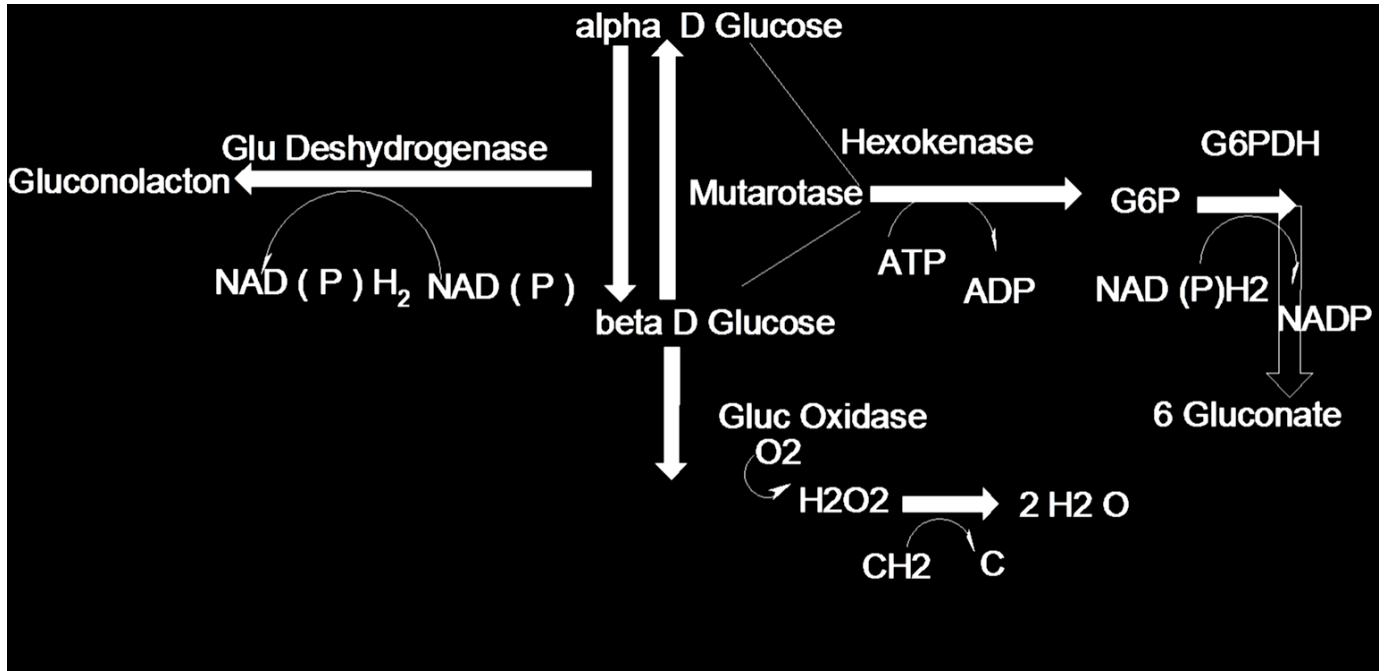 alpha D Glucose
Glu Deshydrogenase
Hexokenase
G6PDH
Gluconolacton
Mutarotase
G6P
ATP
ADP
NAD ( P ) H2
NAD ( P )
NAD (P)H2
NADP
beta D Glucose
6 Gluconate
Gluc Oxidase
O2
H2O2
2 H2 O
CH2
C